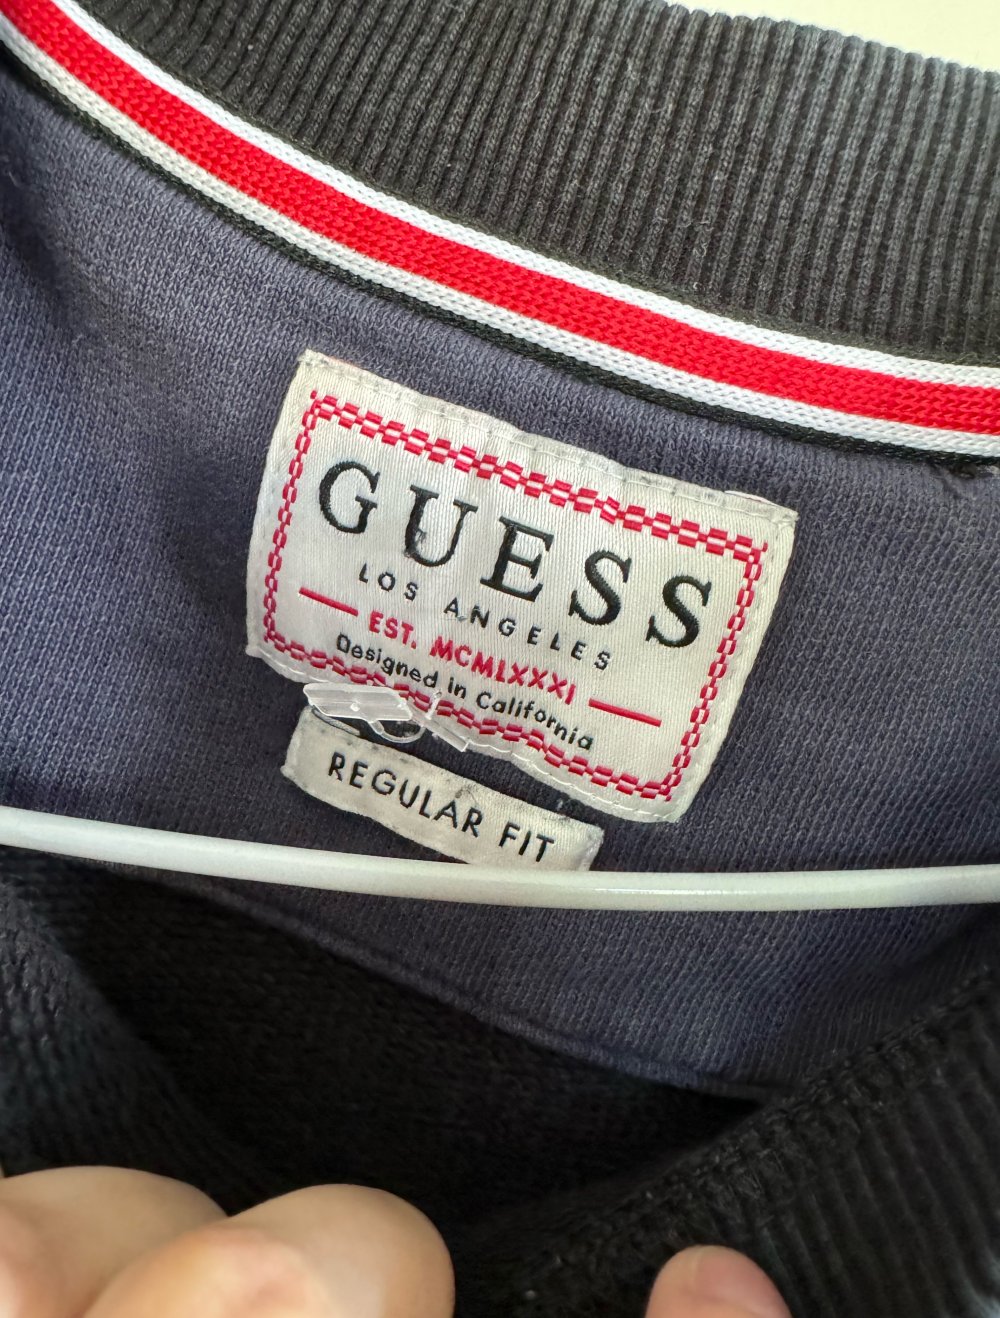 GUESS
LOS ANGELES
EST. MCMLXXXI
Designed in California
REGULAR FIT